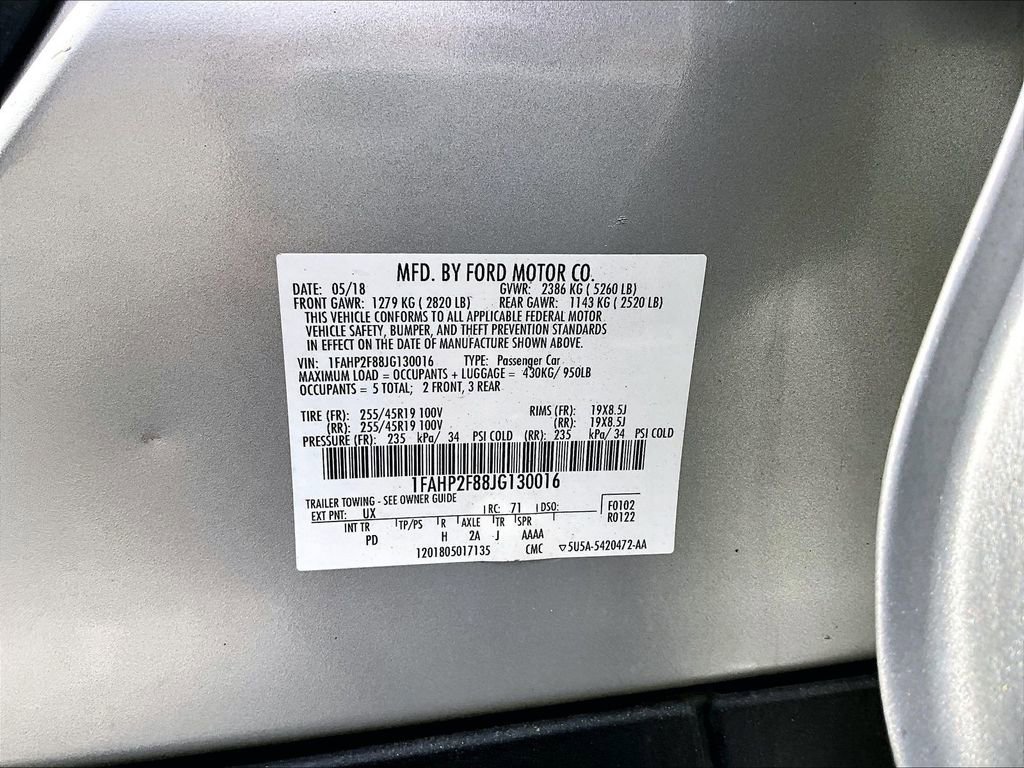 MFD. BY FORD MOTOR CO.
DATE: 05/18 GVWR: 2386 KG ( 5260 LB)
FRONT GAWR: 1279 KG ( 2820 LB) REAR GAWR: 1143 KG ( 2520 LB)
THIS VEHICLE CONFORMS TO ALL APPLICABLE FEDERAL MOTOR
VEHICLE SAFETY, BUMPER, AND THEFT PREVENTION STANDARDS
IN EFFECT ON THE DATE OF MANUFACTURE SHOWN ABOVE.
VIN: 1FAHP2F88JG130016 TYPE: Passenger Car
MAXIMUM LOAD = OCCUPANTS + LUGGAGE = 430KG/ 950LB
OCCUPANTS = 5 TOTAL; 2 FRONT, 3 REAR
TIRE (FR): 255/45R19 100V RIMS (FR): 19X8.5J
(RR): 255/45R19 100V (RR): 19X8.5J
PRESSURE (FR): 235 kPa/ 34 PSI COLD (RR): 235 kPa/ 34 PSI COLD
1FAHP2F88JG130016
TRAILER TOWING - SEE OWNER GUIDE
EXT PNT: UX RC: 71 DSO: F0102
INT TR TP/PS R AXLE TR SPR R0122
PD H 2A J AAAA
1201805017135 CMC ▽5U5A-5420472-AA